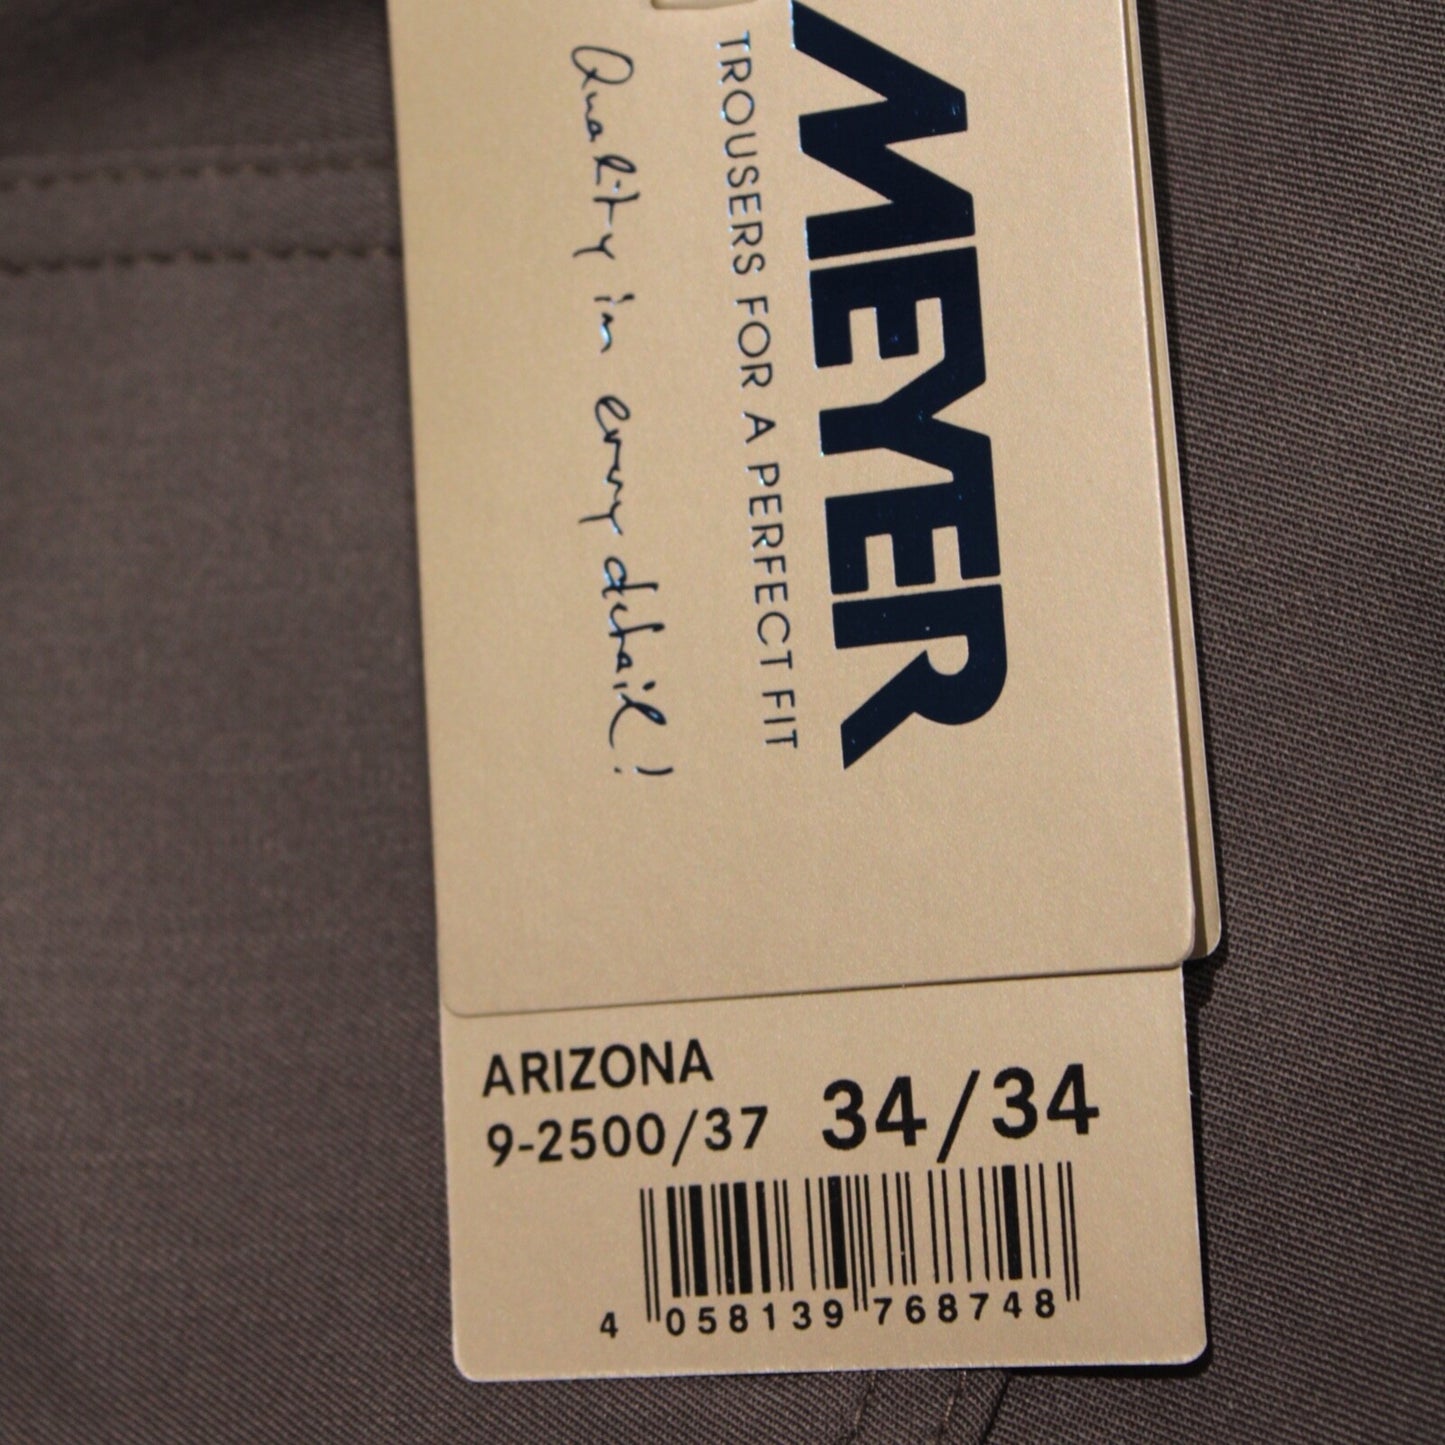 MEYER
TROUSERS FOR A PERFECT FIT
Quality in every detail!
ARIZONA
9-2500/37 34/34
4 058139 768748